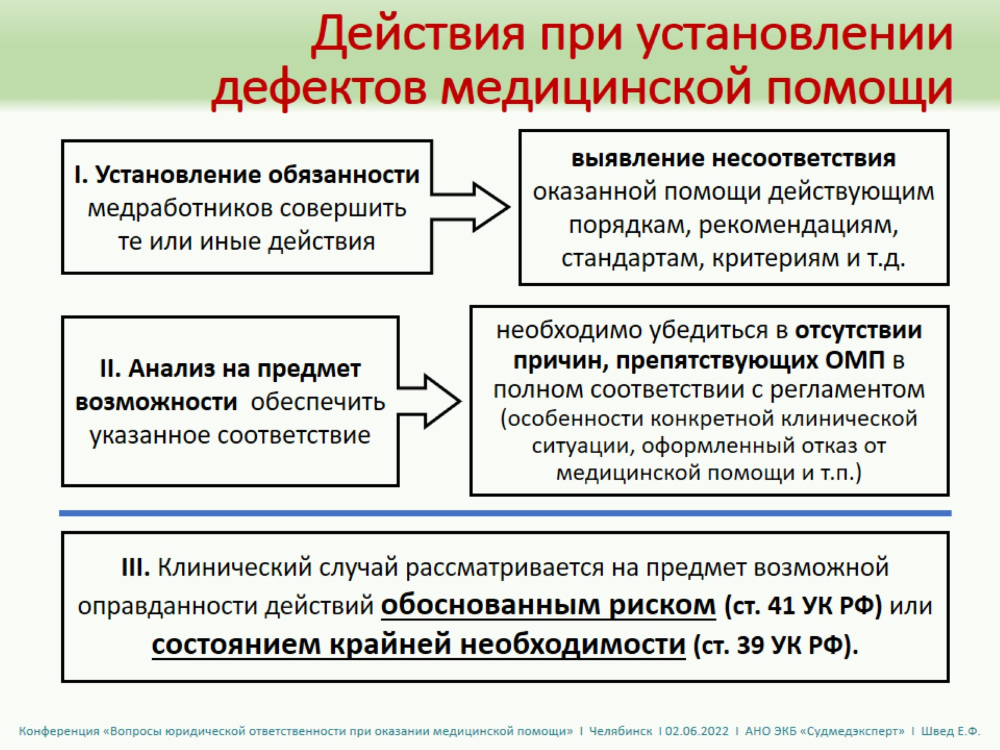 Действия при установлении
дефектов медицинской помощи
I. Установление обязанности
медработников совершить
те или иные действия
выявление несоответствия
оказанной помощи действующим
порядкам, рекомендациям,
стандартам, критериям и т.д.
II. Анализ на предмет
возможности обеспечить
указанное соответствие
необходимо убедиться в отсутствии
причин, препятствующих ОМП в
полном соответствии с регламентом
(особенности конкретной клинической
ситуации, оформленный отказ от
медицинской помощи и т.п.)
III. Клинический случай рассматривается на предмет возможной
оправданности действий обоснованным риском (ст. 41 УК РФ) или
состоянием крайней необходимости (ст. 39 УК РФ).
Конференция «Вопросы юридической ответственности при оказании медицинской помощи» I Челябинск I 02.06.2022 I АНО ЭКБ «Судмедэксперт» I Швед Е.Ф.